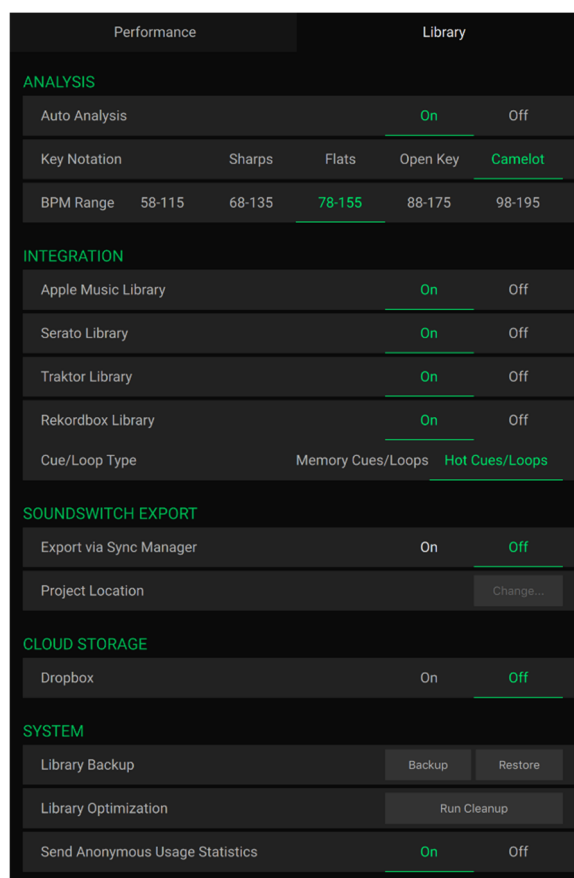 Performance Library
ANALYSIS
Auto Analysis On Off
Key Notation Sharps Flats Open Key Camelot
BPM Range 58-115 68-135 78-155 88-175 98-195
INTEGRATION
Apple Music Library On Off
Serato Library On Off
Traktor Library On Off
Rekordbox Library On Off
Cue/Loop Type Memory Cues/Loops Hot Cues/Loops
SOUNDSWITCH EXPORT
Export via Sync Manager On Off
Project Location Change...
CLOUD STORAGE
Dropbox On Off
SYSTEM
Library Backup Backup Restore
Library Optimization Run Cleanup
Send Anonymous Usage Statistics On Off